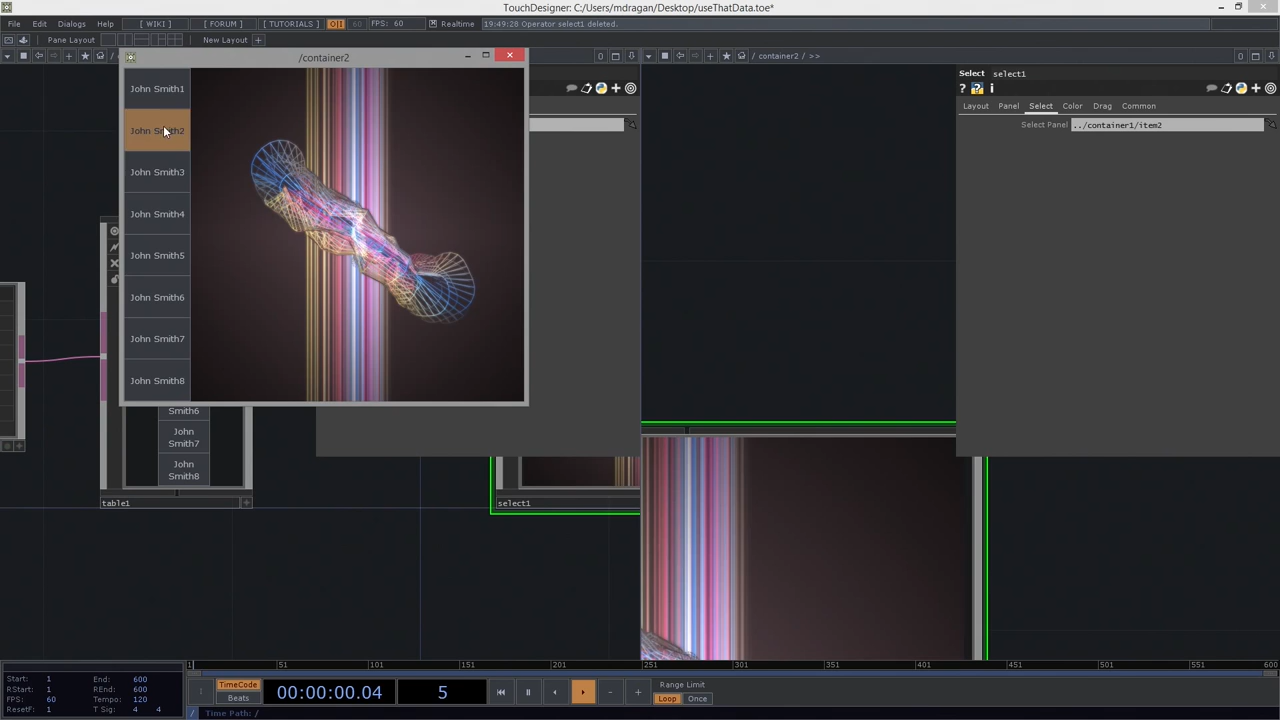 TouchDesigner: C:/Users/mdragan/Desktop/useThatData.toe*
File Edit Dialogs Help [ WIKI ] [ FORUM ] [ TUTORIALS ] O|I 60 FPS: 60 Realtime 19:49:28 Operator select1 deleted.
Pane Layout New Layout +
/container2
0
/ container2 / >>
0
Select select1
? ? i
Layout Panel Select Color Drag Common
Select Panel ../container1/item2
John Smith1
John Smith2
John Smith3
John Smith4
John Smith5
John Smith6
John Smith7
John Smith8
Smith6
John
Smith7
John
Smith8
table1
select1
1 51 101 151 201 251 301 351 401 451 501 551 600
Start: 1 End: 600
RStart: 1 REnd: 600
FPS: 60 Tempo: 120
ResetF: 1 T Sig: 4 4
TimeCode
Beats
00:00:00.04
5
Range Limit
Loop Once
/ Time Path: /